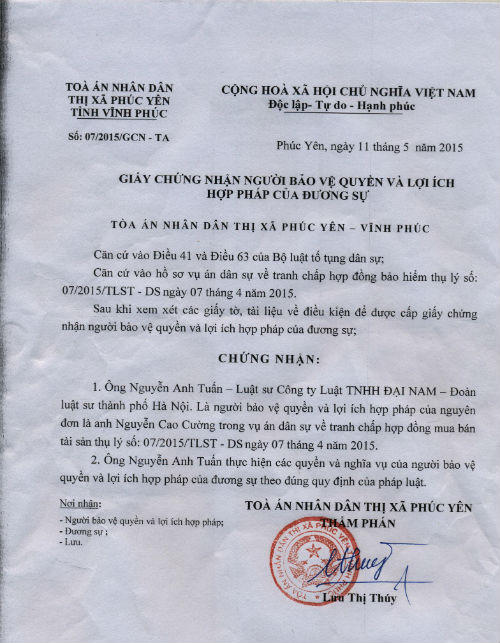 TOÀ ÁN NHÂN DÂN
THỊ XÃ PHÚC YÊN
TỈNH VĨNH PHÚC
Số: 07/2015/GCN - TA
CỘNG HOÀ XÃ HỘI CHỦ NGHĨA VIỆT NAM
Độc lập- Tự do - Hạnh phúc
Phúc Yên, ngày 11 tháng 5 năm 2015
GIẤY CHỨNG NHẬN NGƯỜI BẢO VỆ QUYỀN VÀ LỢI ÍCH
HỢP PHÁP CỦA ĐƯƠNG SỰ
TÒA ÁN NHÂN DÂN THỊ XÃ PHÚC YÊN – VĨNH PHÚC
Căn cứ vào Điều 41 và Điều 63 của Bộ luật tố tụng dân sự;
Căn cứ vào hồ sơ vụ án dân sự về tranh chấp hợp đồng bảo hiểm thụ lý số:
07/2015/TLST - DS ngày 07 tháng 4 năm 2015.
Sau khi xem xét các giấy tờ, tài liệu về điều kiện để được cấp giấy chứng
nhận người bảo vệ quyền và lợi ích hợp pháp của đương sự;
CHỨNG NHẬN:
1. Ông Nguyễn Anh Tuấn – Luật sư Công ty Luật TNHH ĐẠI NAM – Đoàn
luật sư thành phố Hà Nội. Là người bảo vệ quyền và lợi ích hợp pháp của nguyên
đơn là anh Nguyễn Cao Cường trong vụ án dân sự về tranh chấp hợp đồng mua bán
tài sản thụ lý số: 07/2015/TLST - DS ngày 07 tháng 4 năm 2015.
2. Ông Nguyễn Anh Tuấn thực hiện các quyền và nghĩa vụ của người bảo vệ
quyền và lợi ích hợp pháp của đương sự theo đúng quy định của pháp luật.
Nơi nhận:
- Người bảo vệ quyền và lợi ích hợp pháp;
- Đương sự ;
- Lưu.
TOÀ ÁN NHÂN DÂN THỊ XÃ PHÚC YÊN
THẨM PHÁN
TOÀ ÁN NHÂN DÂN THỊ XÃ PHÚC YÊN
Lưu Thị Thúy